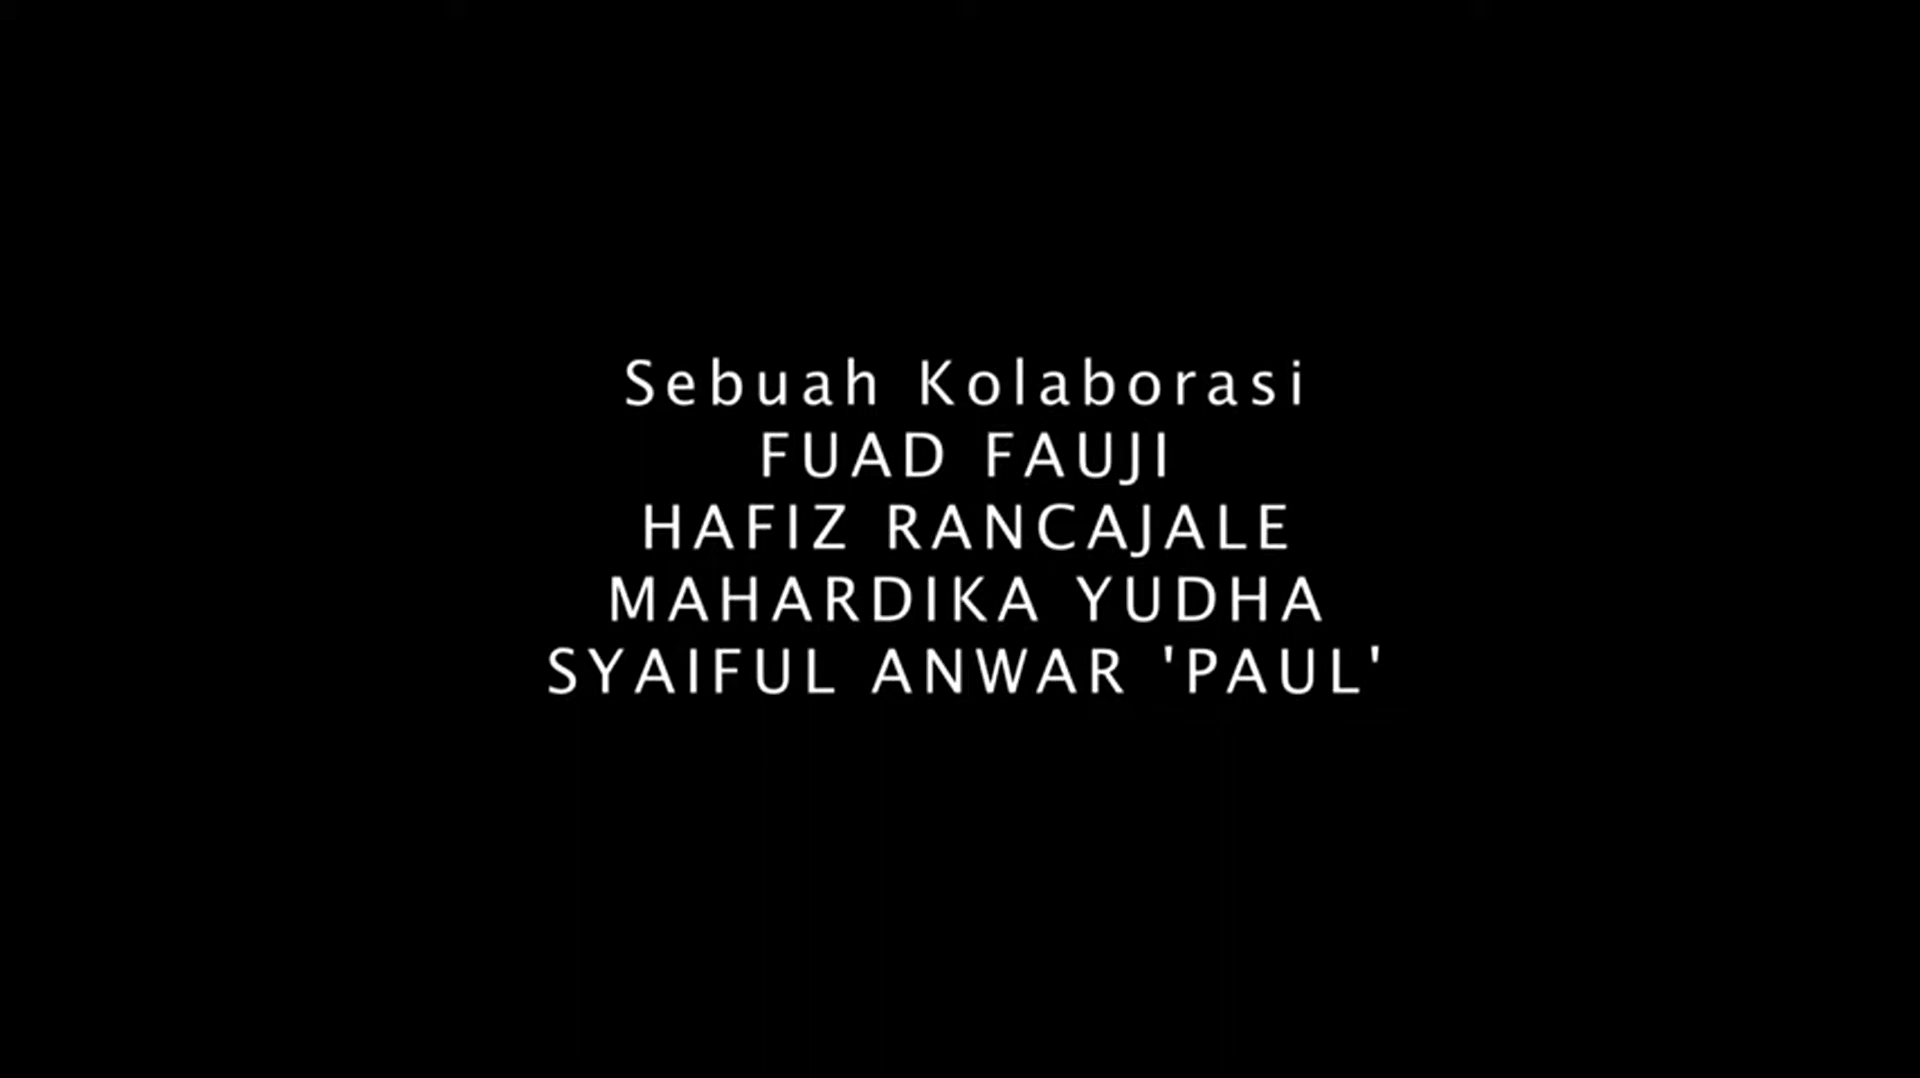 Sebuah Kolaborasi
FUAD FAUJI
HAFIZ RANCAJALE
MAHARDIKA YUDHA
SYAIFUL ANWAR 'PAUL'